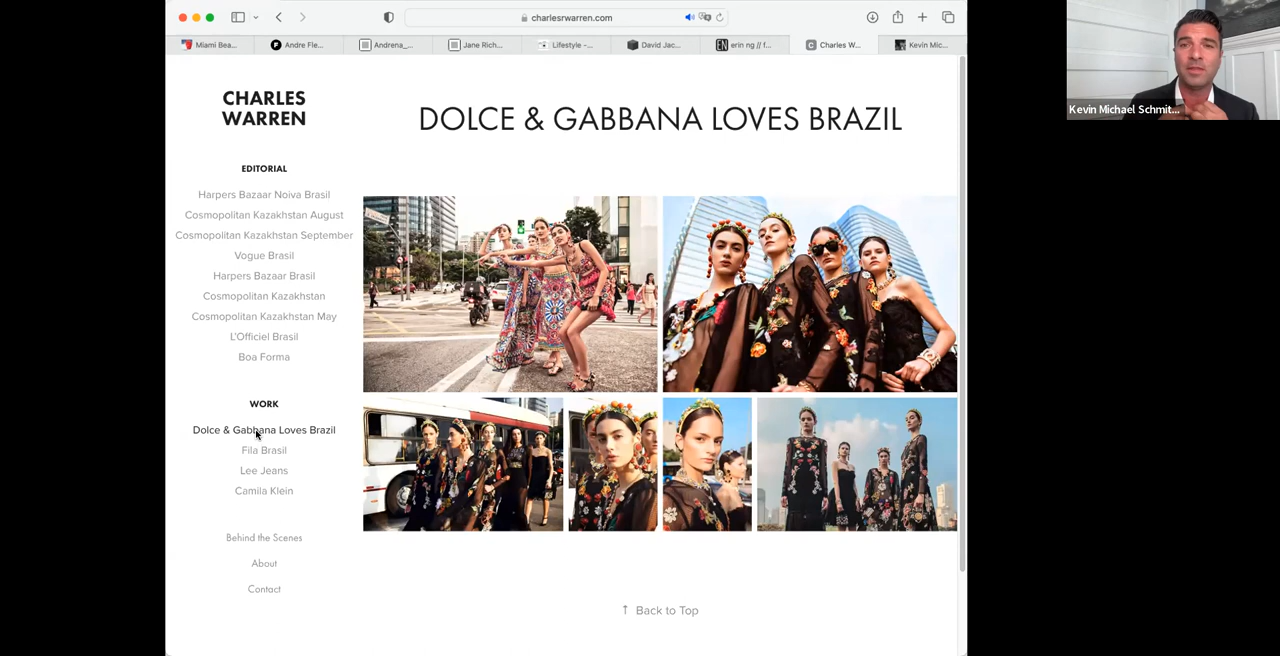 charlesrwarren.com
Miami Bea...
Andre Fle...
Andrena_...
Jane Rich...
Lifestyle -...
David Jac...
erin ng // f...
Charles W...
Kevin Mic...
CHARLES
WARREN
DOLCE & GABBANA LOVES BRAZIL
EDITORIAL
Harpers Bazaar Noiva Brasil
Cosmopolitan Kazakhstan August
Cosmopolitan Kazakhstan September
Vogue Brasil
Harpers Bazaar Brasil
Cosmopolitan Kazakhstan
Cosmopolitan Kazakhstan May
L'Officiel Brasil
Boa Forma
WORK
Dolce & Gabbana Loves Brazil
Fila Brasil
Lee Jeans
Camila Klein
Behind the Scenes
About
Contact
↑ Back to Top
Kevin Michael Schmit...